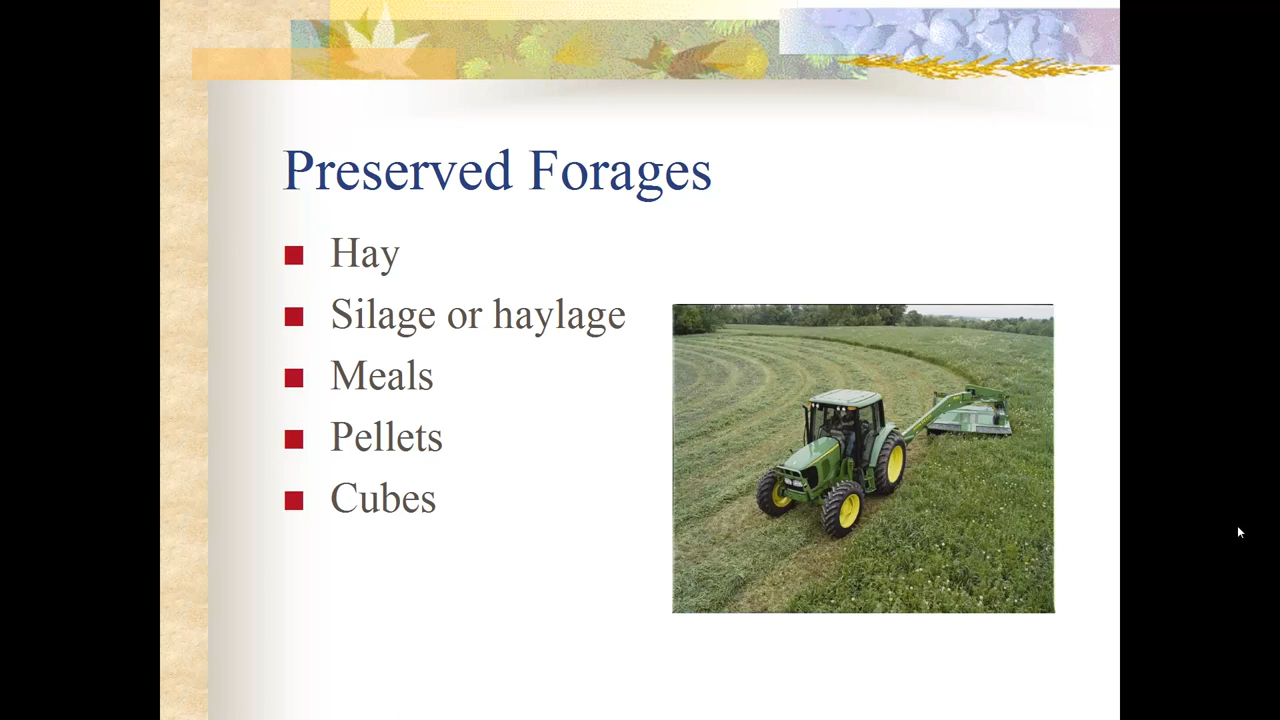 Preserved Forages
Hay
Silage or haylage
Meals
Pellets
Cubes